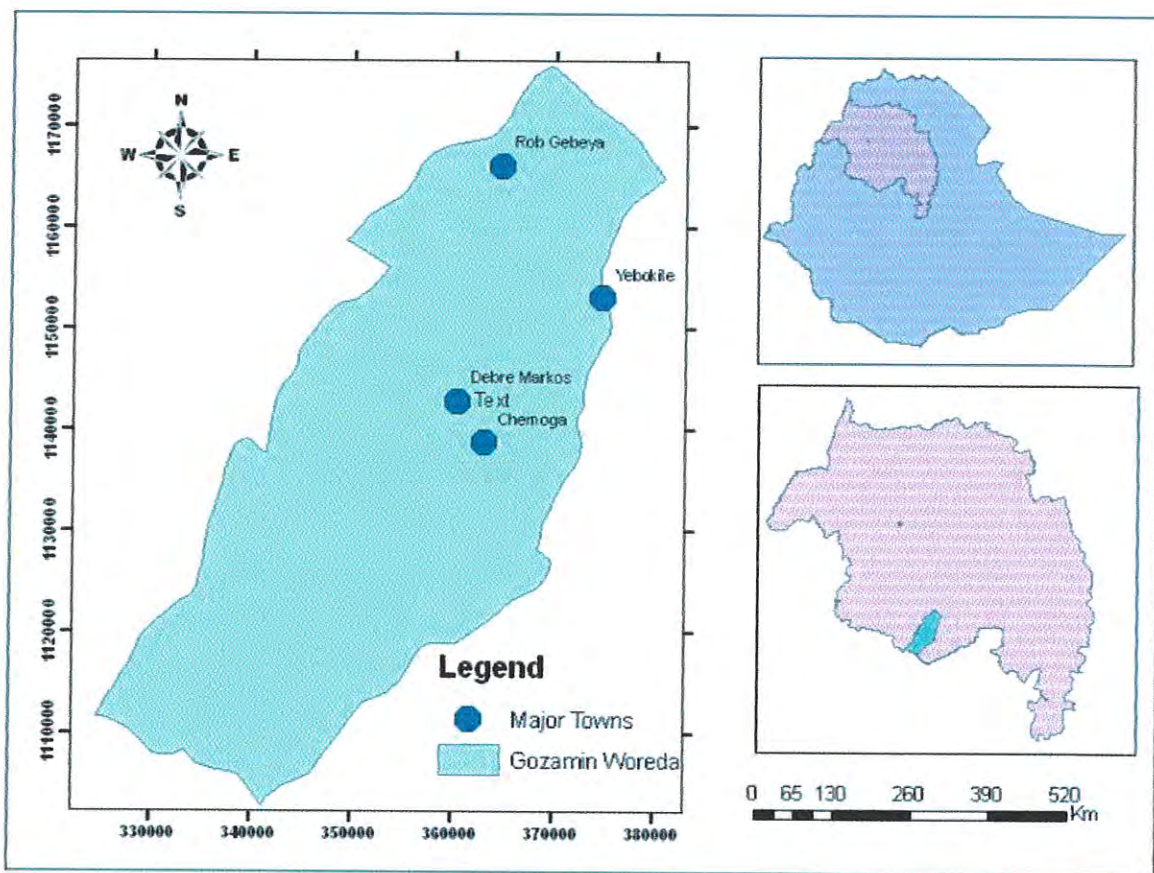 N
W E
S
Rob Gebeya
Yebokile
Debre Markos
Text
Chemoga
1170000
1160000
1150000
1140000
1130000
1120000
1110000
330000 340000 350000 360000 370000 380000
Legend
Major Towns
Gozamin Woreda
0 65 130 260 390 520
Km